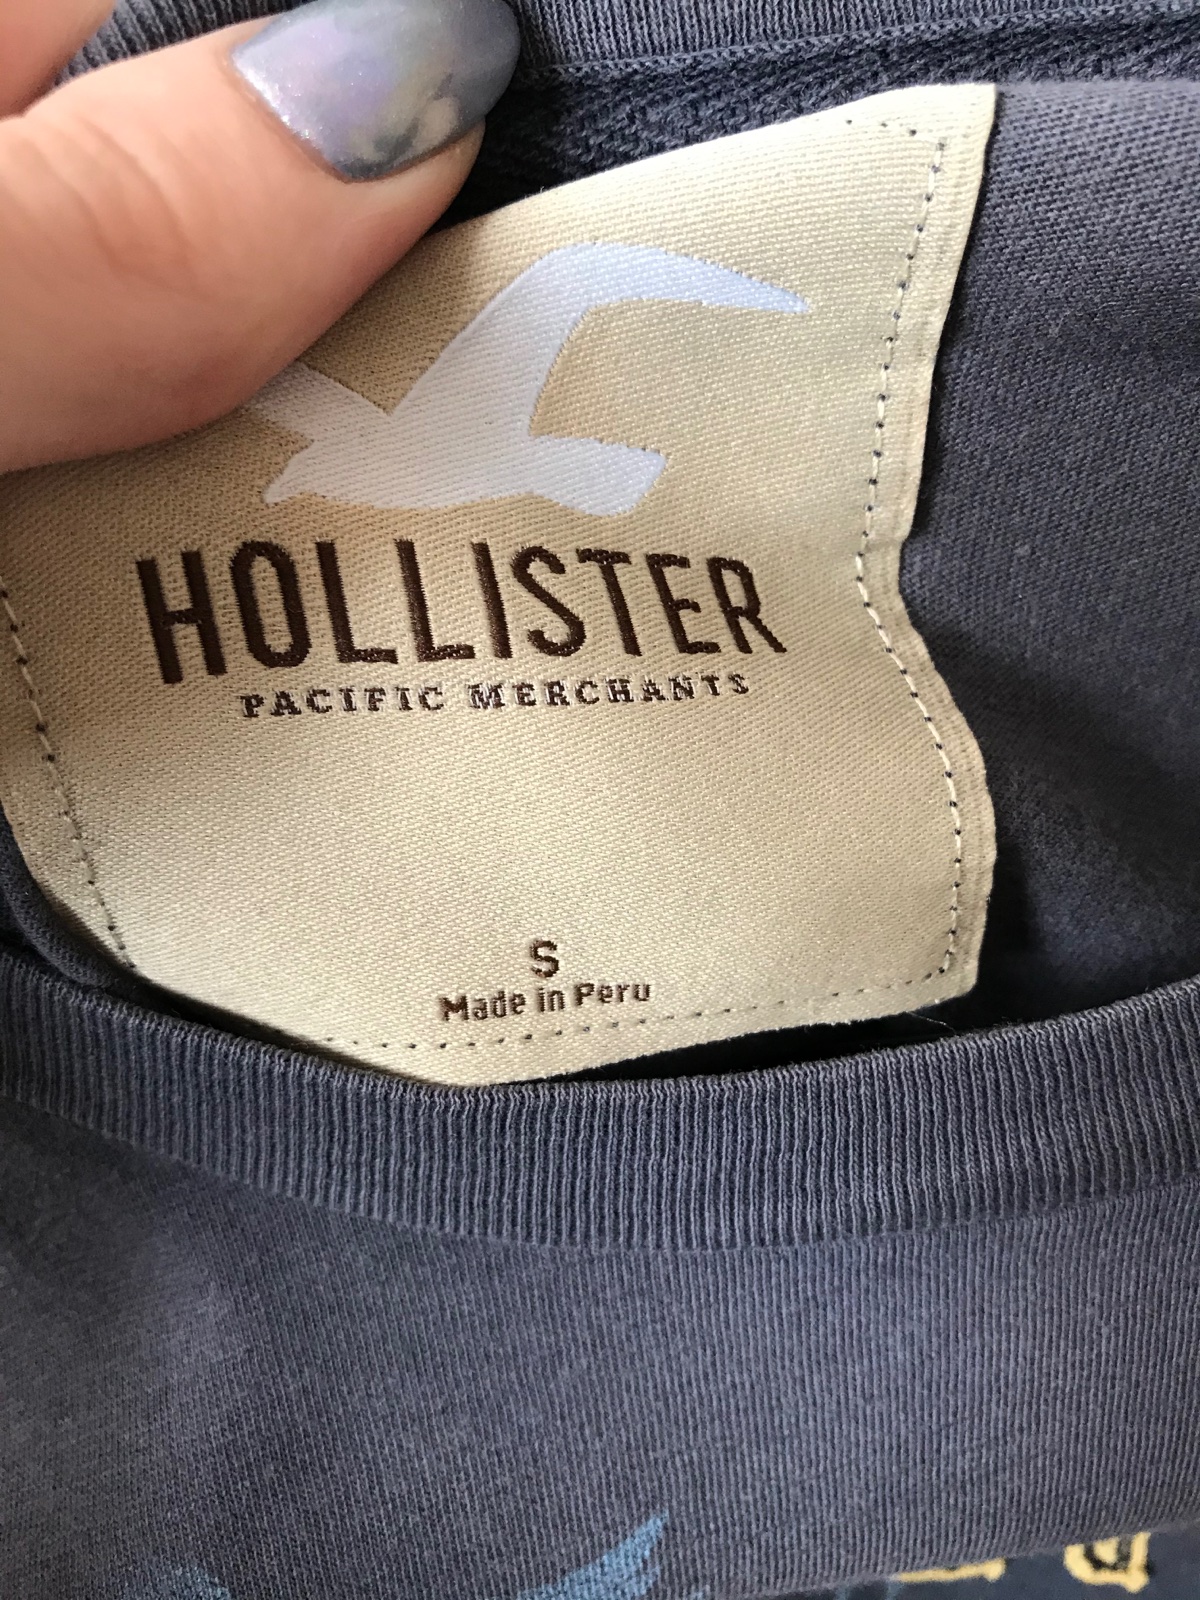 HOLLISTER
PACIFIC MERCHANTS
S
Made in Peru